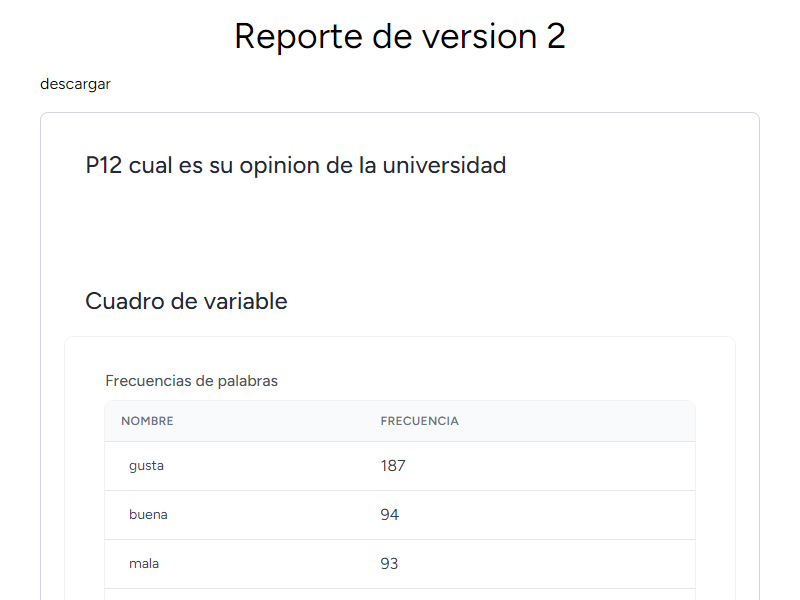 Reporte de version 2
descargar
P12 cual es su opinion de la universidad
Cuadro de variable
Frecuencias de palabras
NOMBRE FRECUENCIA
gusta 187
buena 94
mala 93